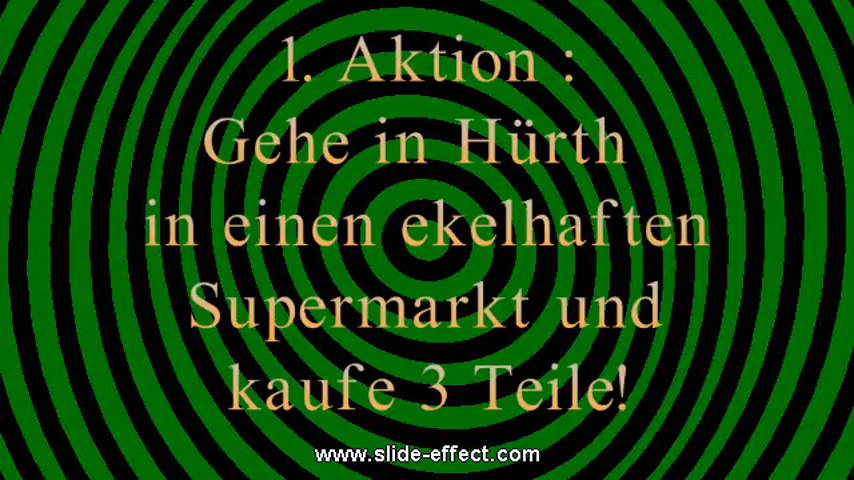 1. Aktion :
Gehe in Hürth
in einen ekelhaften
Supermarkt und
kaufe 3 Teile!
www.slide-effect.com